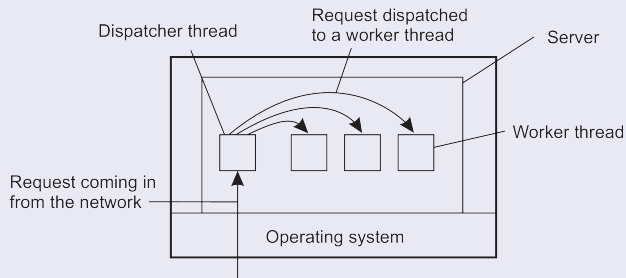 Request dispatched
to a worker thread
Dispatcher thread
Server
Worker thread
Request coming in
from the network
Operating system